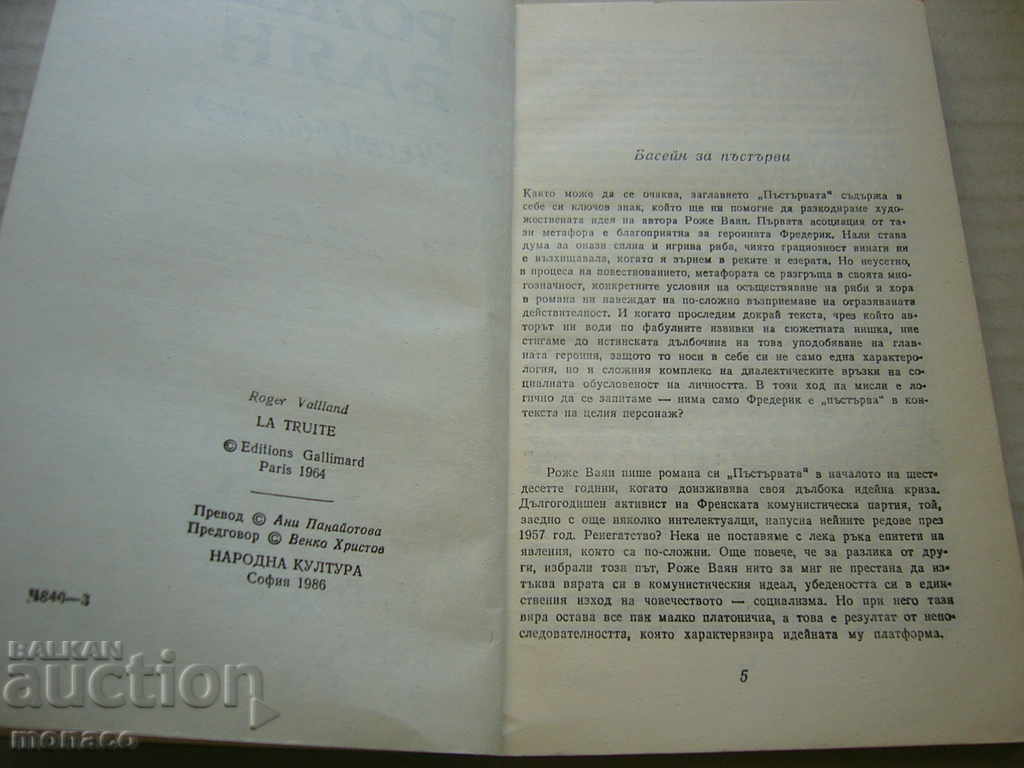 РОЖЕ
ВАЯН
Roger Vailland
LA TRUITE
© Editions Gallimard
Paris 1964
Превод © Ани Панайотова
Предговор © Венко Христов
НАРОДНА КУЛТУРА
София 1986
Ч840—3
BALKAN
auction
monaco
Басейн за пъстърви
Както може да се очаква, заглавието „Пъстървата“ съдържа в
себе си ключов знак, който ще ни помогне да разкодираме худо-
жествената идея на автора Роже Ваян. Първата асоциация от та-
зи метафора е благоприятна за героинята Фредерик. Нали става
дума за онази силна и игрива риба, чиято грациозност винаги ни
е възхищавала, когато я зърнем в реките и езерата. Но неусетно,
в процеса на повествованието, метафората се разгръща в своята мно-
гозначност, конкретните условия на осъществяване на риби и хора
в романа ни навеждат на по-сложно възприемане на отразяваната
действителност. И когато проследим докрай текста, чрез който ав-
торът ни води по фабулните извивки на сюжетната нишка, ние
стигаме до истинската дълбочина на това уподобяване на глав-
ната героиня, защото то носи в себе си не само една характеро-
логия, но и сложния комплекс на диалектическите връзки на со-
циалната обусловеност на личността. В този ход на мисли е ло-
гично да се запитаме — нима само Фредерик е „пъстърва“ в кон-
текста на целия персонаж?
Роже Ваян пише романа си „Пъстървата“ в началото на шест-
десетте години, когато доизживява своя дълбока идейна криза.
Дългогодишен активист на Френската комунистическа партия, той,
заедно с още няколко интелектуалци, напусна нейните редове през
1957 год. Ренегатство? Нека не поставяме с лека ръка епитети на
явления, които са по-сложни. Още повече, че за разлика от дру-
ги, избрали този път, Роже Ваян нито за миг не престана да из-
тъква вярата си в комунистическия идеал, убедеността си в един-
ствения изход на човечеството — социализма. Но при него тази
вяра остава все пак малко платонична, а това е резултат от непо-
следователността, която характеризира идейната му платформа.
5